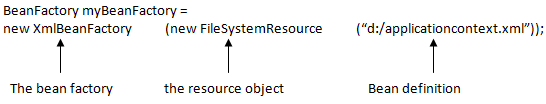 BeanFactory myBeanFactory =
new XmlBeanFactory (new FileSystemResource (“d:/applicationcontext.xml”));
The bean factory the resource object Bean definition